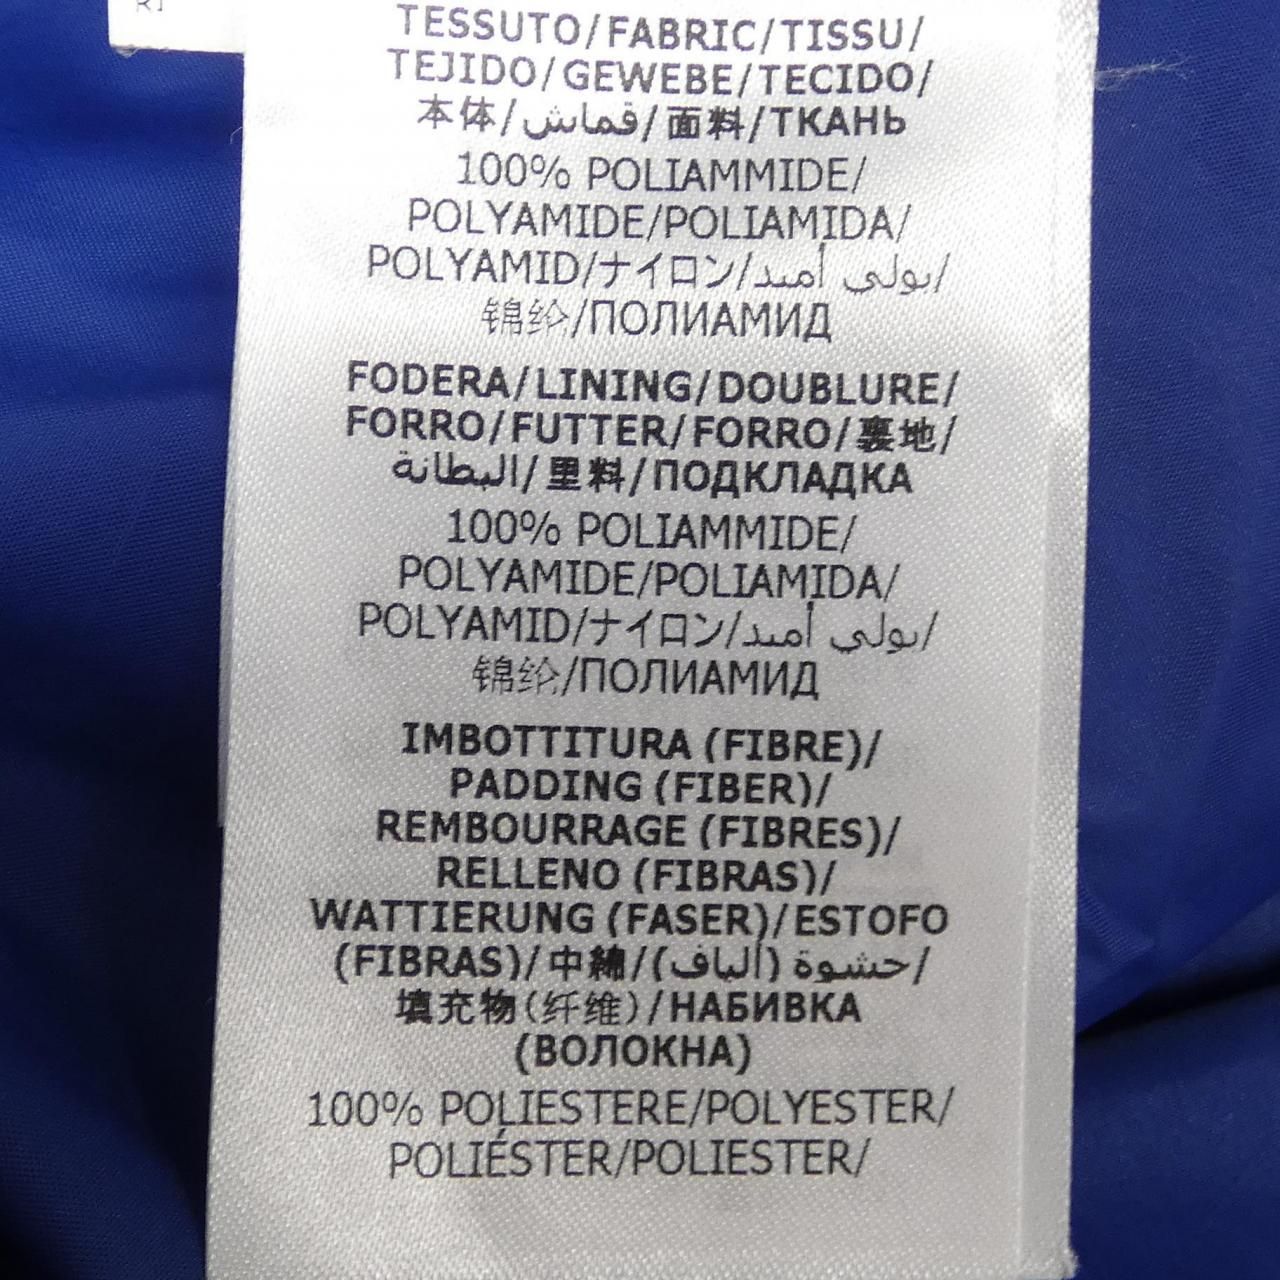 TESSUTO/FABRIC/TISSU/
TEJIDO/GEWEBE/TECIDO/
本体/قماش/面料/ТКАНЬ
100% POLIAMMIDE/
POLYAMIDE/POLIAMIDA/
POLYAMID/ナイロン/بولي أميد/
锦纶/ПОЛИАМИД
FODERA/LINING/DOUBLURE/
FORRO/FUTTER/FORRO/裏地/
البطانة/里料/ПОДКЛАДКА
100% POLIAMMIDE/
POLYAMIDE/POLIAMIDA/
POLYAMID/ナイロン/بولي أميد/
锦纶/ПОЛИАМИД
IMBOTTITURA (FIBRE)/
PADDING (FIBER)/
REMBOURRAGE (FIBRES)/
RELLENO (FIBRAS)/
WATTIERUNG (FASER)/ESTOFO
(FIBRAS)/中綿/حشوة (ألياف)/
填充物(纤维)/НАБИВКА
(ВОЛОКНА)
100% POLIESTERE/POLYESTER/
POLIÉSTER/POLIESTER/